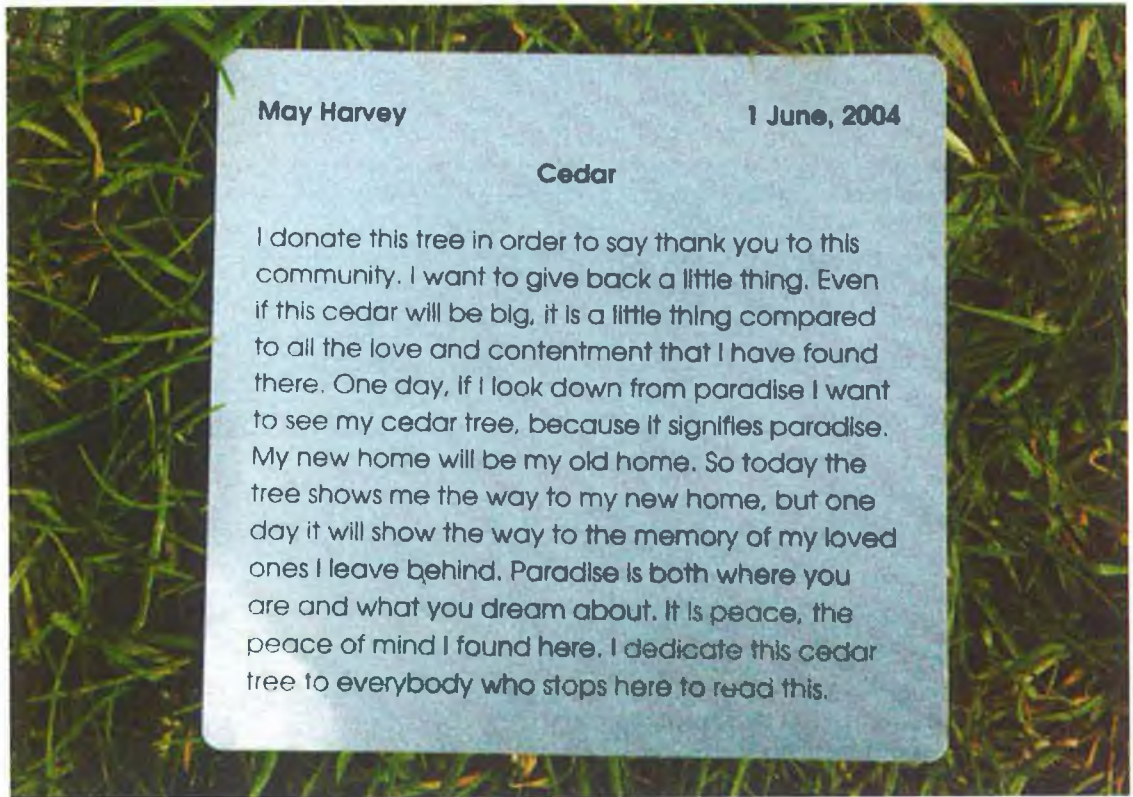 May Harvey 1 June, 2004
Cedar
I donate this tree in order to say thank you to this
community. I want to give back a little thing. Even
if this cedar will be big, it is a little thing compared
to all the love and contentment that I have found
there. One day, if I look down from paradise I want
to see my cedar tree, because it signifies paradise.
My new home will be my old home. So today the
tree shows me the way to my new home, but one
day it will show the way to the memory of my loved
ones I leave behind. Paradise is both where you
are and what you dream about. It is peace, the
peace of mind I found here. I dedicate this cedar
tree to everybody who stops here to read this.